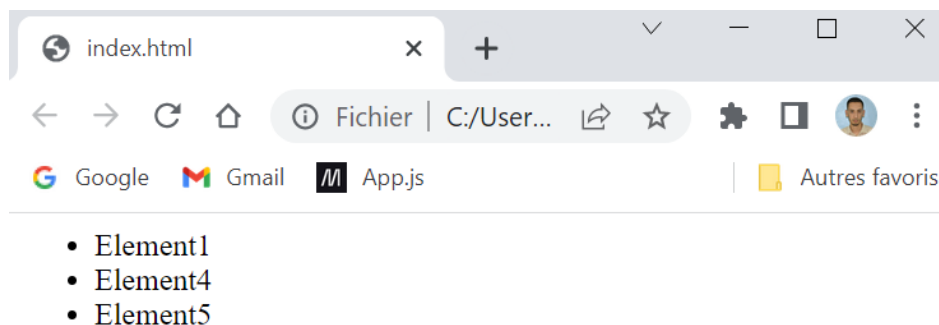 index.html
Fichier | C:/User...
Google Gmail App.js Autres favoris
• Element1
• Element4
• Element5